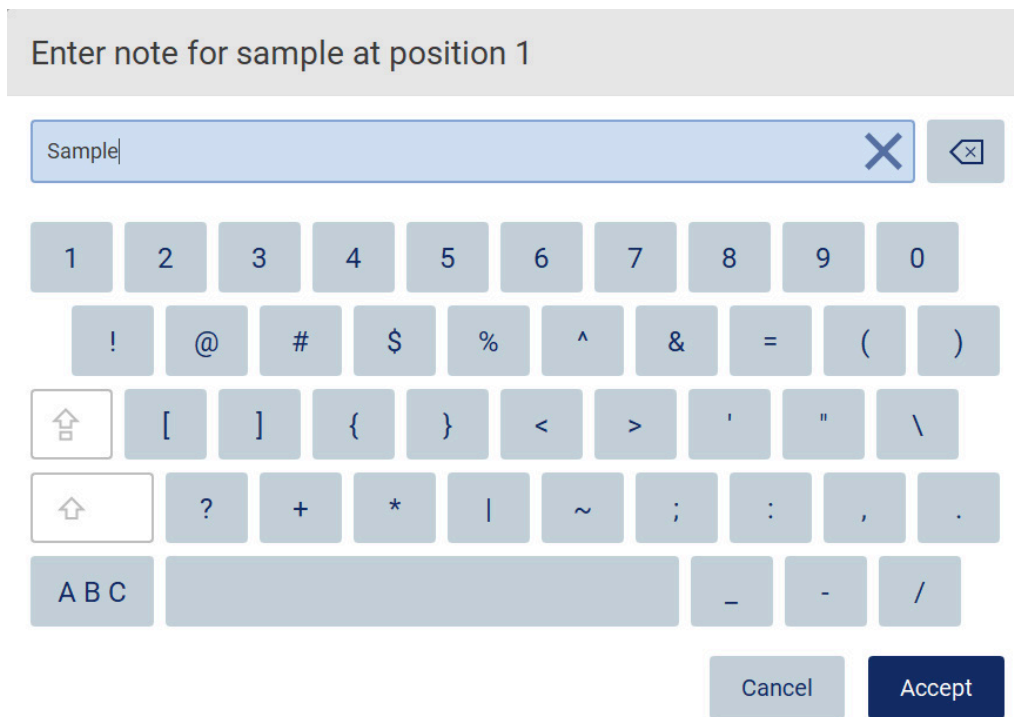 Enter note for sample at position 1
Sample
1 2 3 4 5 6 7 8 9 0
! @ # $ % ^ & = ( )
[ ] { } < > ' " \
? + * | ~ ; : , .
A B C _ - /
Cancel Accept